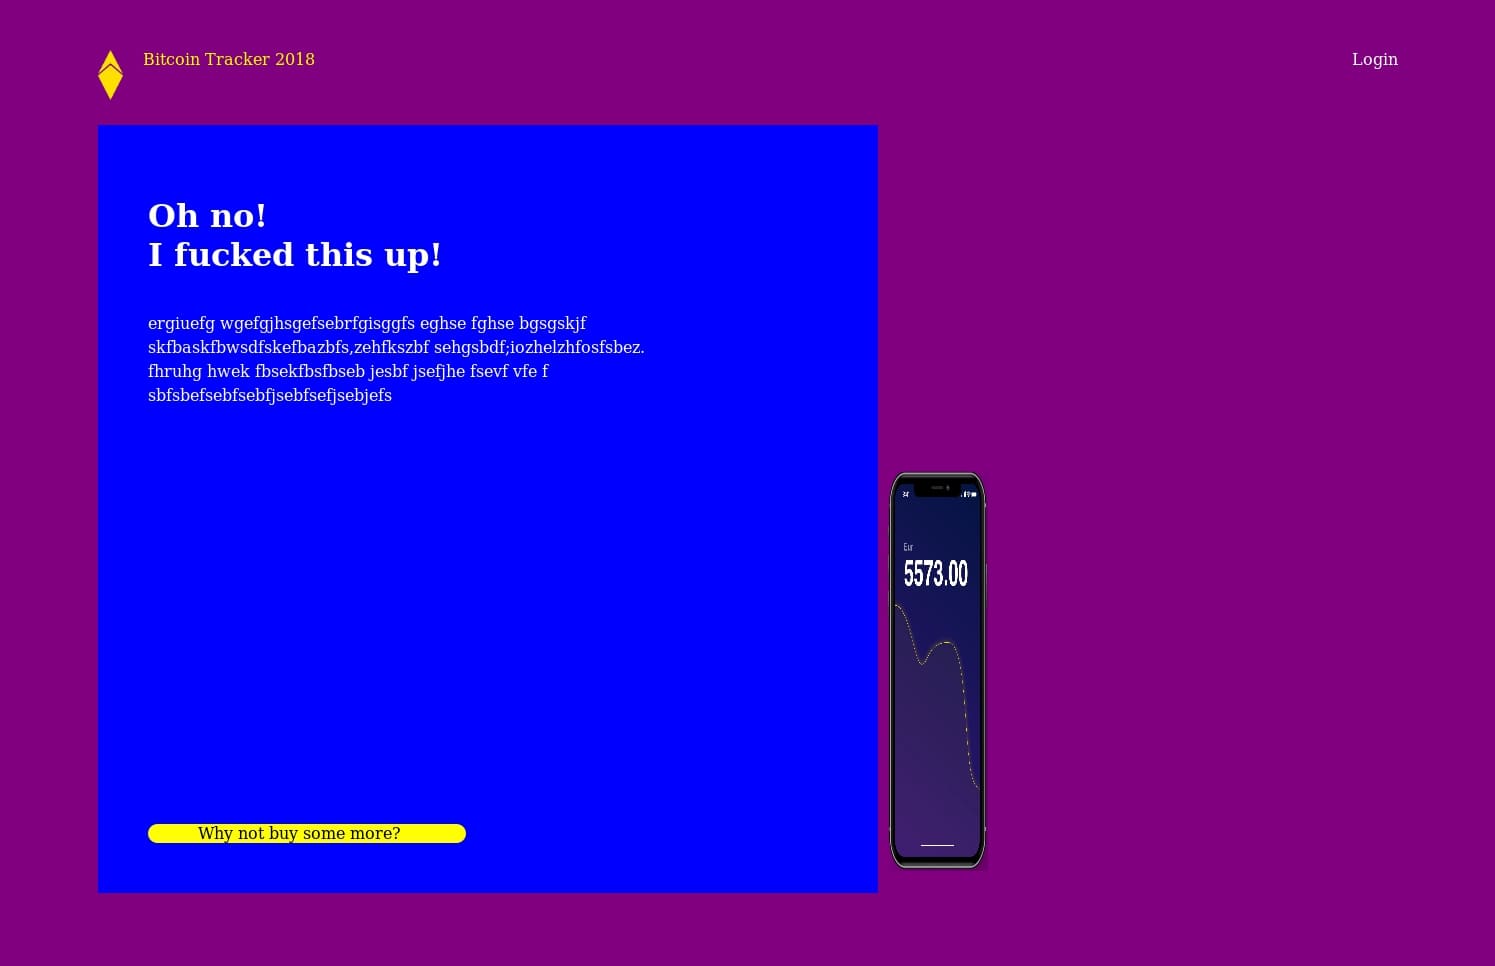 Bitcoin Tracker 2018
Login
Oh no!
I fucked this up!
ergiuefg wgefgjhsgefsebrfgisggfs eghse fghse bgsgskjf
skfbaskfbwsdfskefbazbfs,zehfkszbf sehgsbdf;iozhelzhfosfsbez.
fhruhg hwek fbsekfbsfbseb jesbf jsefjhe fsevf vfe f
sbfsbefsebfsebfjsebfsefjsebjefs
Eur
5573.00
Why not buy some more?